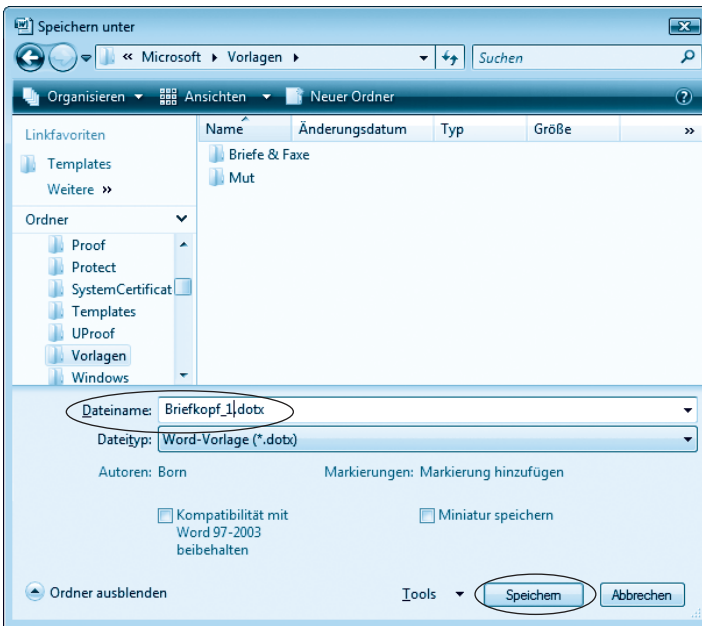 Speichern unter
« Microsoft ▸ Vorlagen ▸ Suchen
Organisieren Ansichten Neuer Ordner ?
Linkfavoriten
Templates
Weitere »
Name Änderungsdatum Typ Größe »
Briefe & Faxe
Mut
Ordner
Proof
Protect
SystemCertificat
Templates
UProof
Vorlagen
Windows
Dateiname: Briefkopf_1.dotx
Dateityp: Word-Vorlage (*.dotx)
Autoren: Born Markierungen: Markierung hinzufügen
Kompatibilität mit
Word 97-2003
beibehalten
Miniatur speichern
Ordner ausblenden Tools Speichern Abbrechen